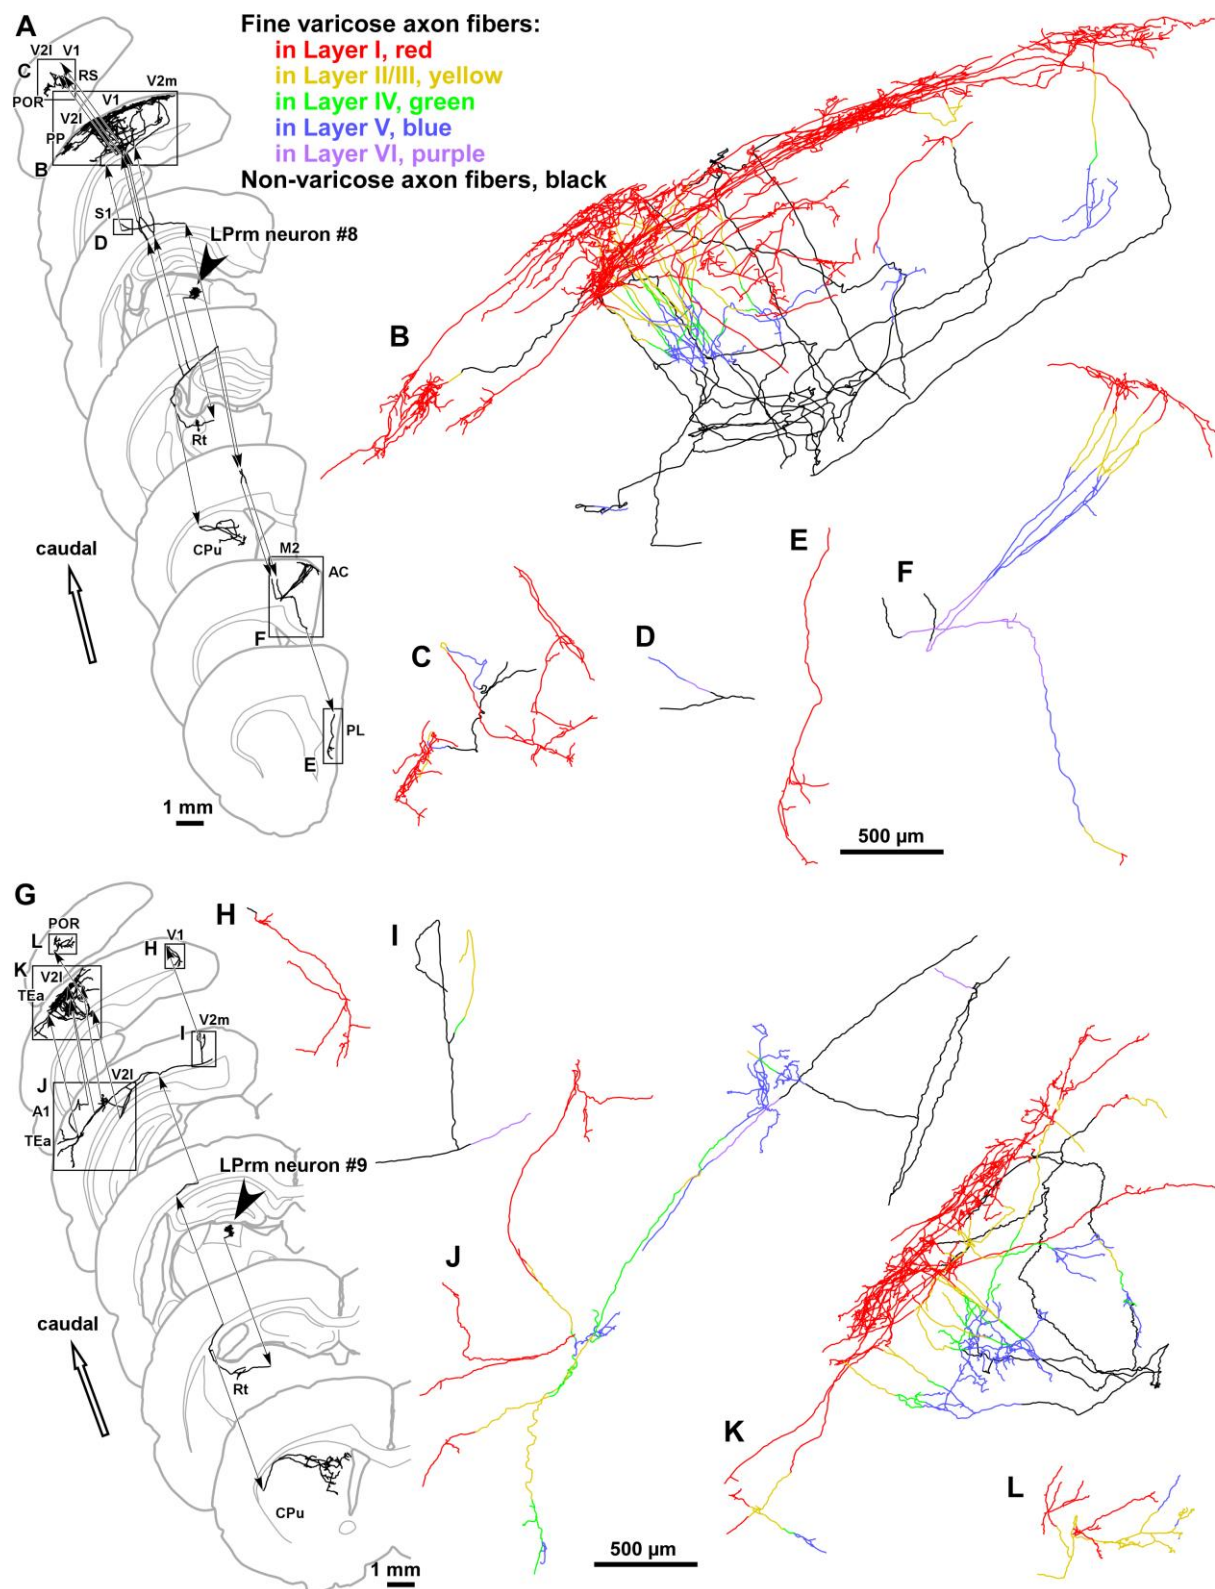 A
Fine varicose axon fibers:
in Layer I, red
in Layer II/III, yellow
in Layer IV, green
in Layer V, blue
in Layer VI, purple
Non-varicose axon fibers, black
V2l V1
C
RS
POR
V2m
V1
V2l
PP
B
S1
D
LPrm neuron #8
Rt
CPu
caudal
M2
AC
F
PL
E
1 mm
B
C
D
E
F
500 µm
G
POR
L
V1
H
K
V2l
TEa
V2m
I
J
V2l
A1
TEa
LPrm neuron #9
caudal
Rt
CPu
1 mm
H
I
J
K
L
500 µm